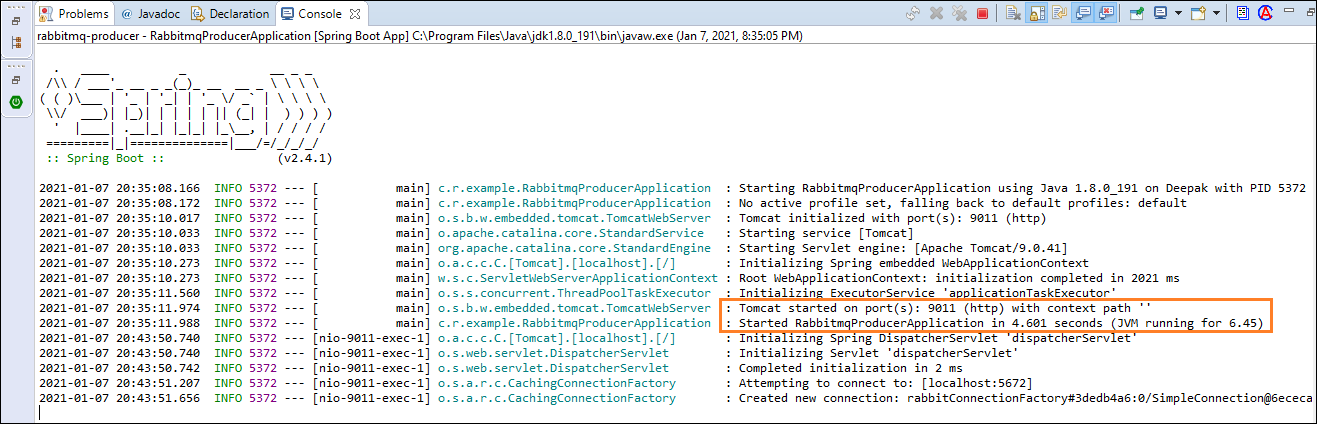 Problems @ Javadoc Declaration Console
rabbitmq-producer - RabbitmqProducerApplication [Spring Boot App] C:\Program Files\Java\jdk1.8.0_191\bin\javaw.exe (Jan 7, 2021, 8:35:05 PM)
  .   ____          _            __ _ _
 /\\ / ___'_ __ _ _(_)_ __  __ _ \ \ \ \
( ( )\___ | '_ | '_| | '_ \/ _` | \ \ \ \
 \\/  ___)| |_)| | | | | || (_| |  ) ) ) )
  '  |____| .__|_| |_|_| |_\__, | / / / /
 =========|_|==============|___/=/_/_/_/
 :: Spring Boot ::                (v2.4.1)
2021-01-07 20:35:08.166  INFO 5372 --- [           main] c.r.example.RabbitmqProducerApplication  : Starting RabbitmqProducerApplication using Java 1.8.0_191 on Deepak with PID 5372
2021-01-07 20:35:08.172  INFO 5372 --- [           main] c.r.example.RabbitmqProducerApplication  : No active profile set, falling back to default profiles: default
2021-01-07 20:35:10.017  INFO 5372 --- [           main] o.s.b.w.embedded.tomcat.TomcatWebServer  : Tomcat initialized with port(s): 9011 (http)
2021-01-07 20:35:10.033  INFO 5372 --- [           main] o.apache.catalina.core.StandardService   : Starting service [Tomcat]
2021-01-07 20:35:10.033  INFO 5372 --- [           main] org.apache.catalina.core.StandardEngine  : Starting Servlet engine: [Apache Tomcat/9.0.41]
2021-01-07 20:35:10.273  INFO 5372 --- [           main] o.a.c.c.C.[Tomcat].[localhost].[/]       : Initializing Spring embedded WebApplicationContext
2021-01-07 20:35:10.273  INFO 5372 --- [           main] w.s.c.ServletWebServerApplicationContext : Root WebApplicationContext: initialization completed in 2021 ms
2021-01-07 20:35:11.560  INFO 5372 --- [           main] o.s.s.concurrent.ThreadPoolTaskExecutor  : Initializing ExecutorService 'applicationTaskExecutor'
2021-01-07 20:35:11.974  INFO 5372 --- [           main] o.s.b.w.embedded.tomcat.TomcatWebServer  : Tomcat started on port(s): 9011 (http) with context path ''
2021-01-07 20:35:11.988  INFO 5372 --- [           main] c.r.example.RabbitmqProducerApplication  : Started RabbitmqProducerApplication in 4.601 seconds (JVM running for 6.45)
2021-01-07 20:43:50.740  INFO 5372 --- [nio-9011-exec-1] o.a.c.c.C.[Tomcat].[localhost].[/]       : Initializing Spring DispatcherServlet 'dispatcherServlet'
2021-01-07 20:43:50.740  INFO 5372 --- [nio-9011-exec-1] o.s.web.servlet.DispatcherServlet        : Initializing Servlet 'dispatcherServlet'
2021-01-07 20:43:50.742  INFO 5372 --- [nio-9011-exec-1] o.s.web.servlet.DispatcherServlet        : Completed initialization in 2 ms
2021-01-07 20:43:51.207  INFO 5372 --- [nio-9011-exec-1] o.s.a.r.c.CachingConnectionFactory       : Attempting to connect to: [localhost:5672]
2021-01-07 20:43:51.656  INFO 5372 --- [nio-9011-exec-1] o.s.a.r.c.CachingConnectionFactory       : Created new connection: rabbitConnectionFactory#3dedb4a6:0/SimpleConnection@6ececa